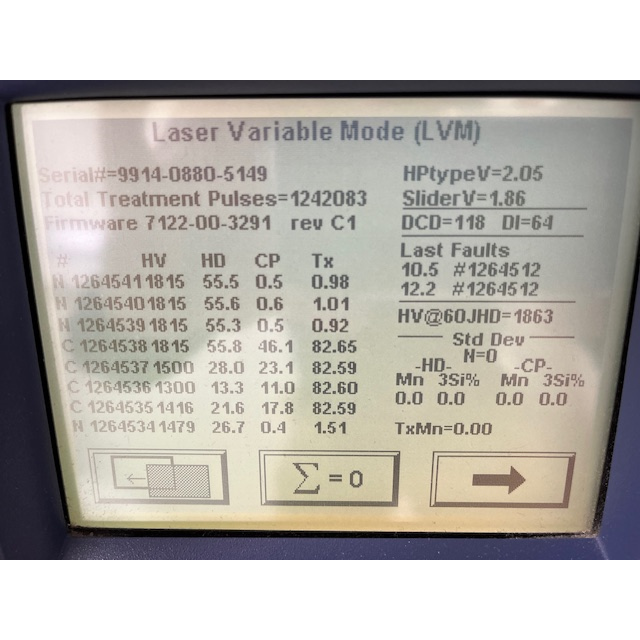 Laser Variable Mode (LVM)
Serial#=9914-0880-5149
Total Treatment Pulses=1242083
Firmware 7122-00-3291 rev C1
# HV HD CP Tx
N 1264541 1815 55.5 0.5 0.98
N 1264540 1815 55.6 0.6 1.01
N 1264539 1815 55.3 0.5 0.92
C 1264538 1815 55.8 46.1 82.65
C 1264537 1500 28.0 23.1 82.59
C 1264536 1300 13.3 11.0 82.60
C 1264535 1416 21.6 17.8 82.59
N 1264534 1479 26.7 0.4 1.51
HPtypeV=2.05
SliderV=1.86
DCD=118 DI=64
Last Faults
10.5 #1264512
12.2 #1264512
HV@60JHD=1863
Std Dev
N=0
-HD- -CP-
Mn 3Si% Mn 3Si%
0.0 0.0 0.0 0.0
TxMn=0.00
∑=0